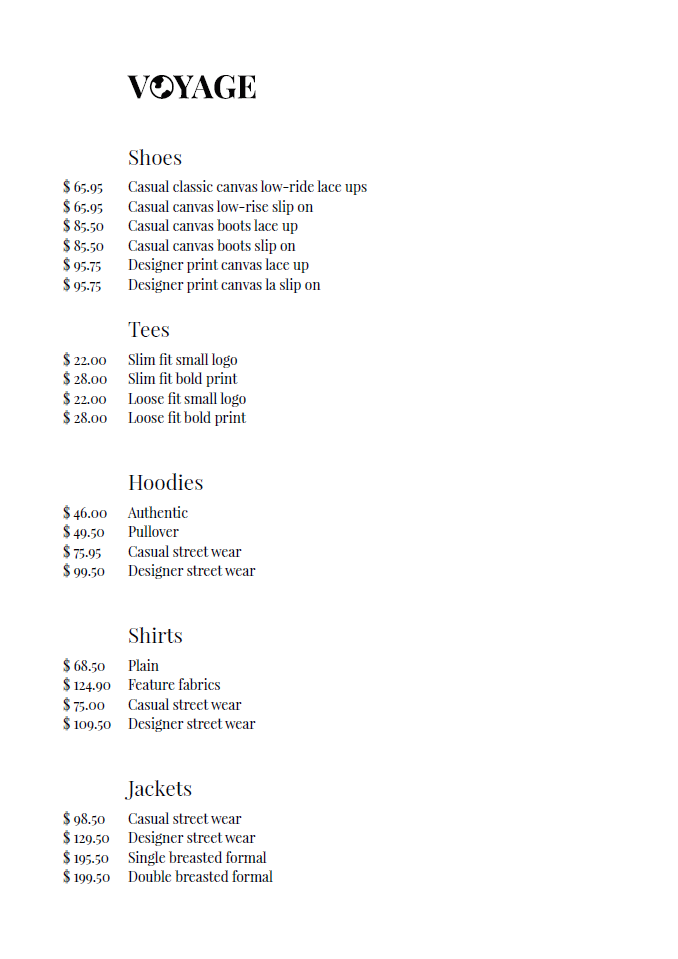 VOYAGE
Shoes
$ 65.95 Casual classic canvas low-ride lace ups
$ 65.95 Casual canvas low-rise slip on
$ 85.50 Casual canvas boots lace up
$ 85.50 Casual canvas boots slip on
$ 95.75 Designer print canvas lace up
$ 95.75 Designer print canvas la slip on
Tees
$ 22.00 Slim fit small logo
$ 28.00 Slim fit bold print
$ 22.00 Loose fit small logo
$ 28.00 Loose fit bold print
Hoodies
$ 46.00 Authentic
$ 49.50 Pullover
$ 75.95 Casual street wear
$ 99.50 Designer street wear
Shirts
$ 68.50 Plain
$ 124.90 Feature fabrics
$ 75.00 Casual street wear
$ 109.50 Designer street wear
Jackets
$ 98.50 Casual street wear
$ 129.50 Designer street wear
$ 195.50 Single breasted formal
$ 199.50 Double breasted formal